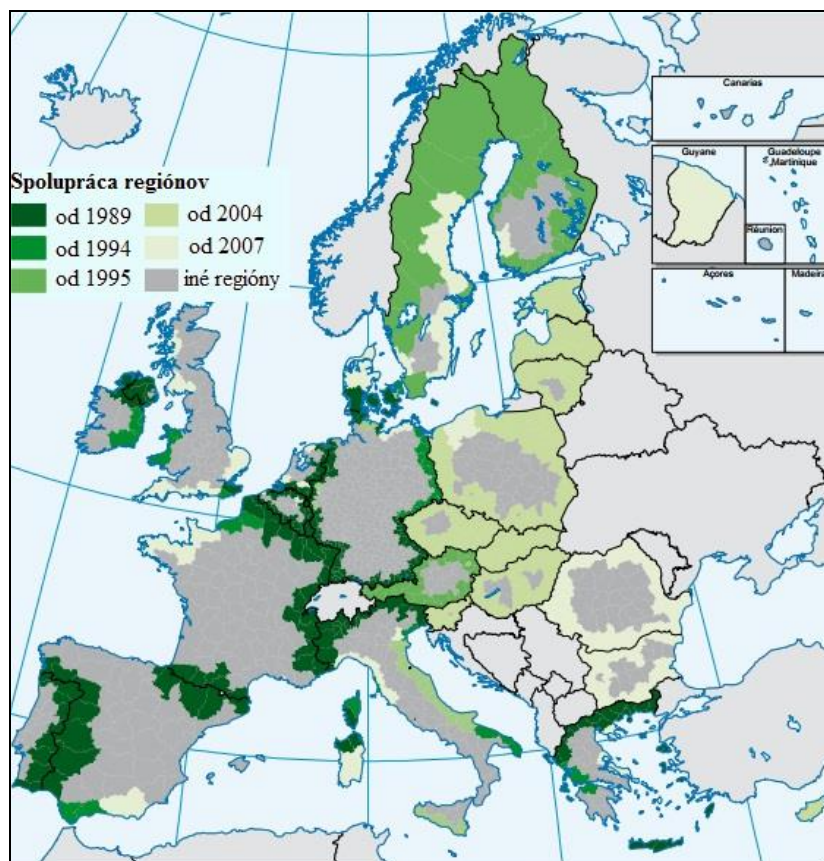 Spolupráca regiónov
od 1989
od 2004
od 1994
od 2007
od 1995
iné regióny
Canarias
Guyane
Guadeloupe
Martinique
Réunion
Açores
Madeira